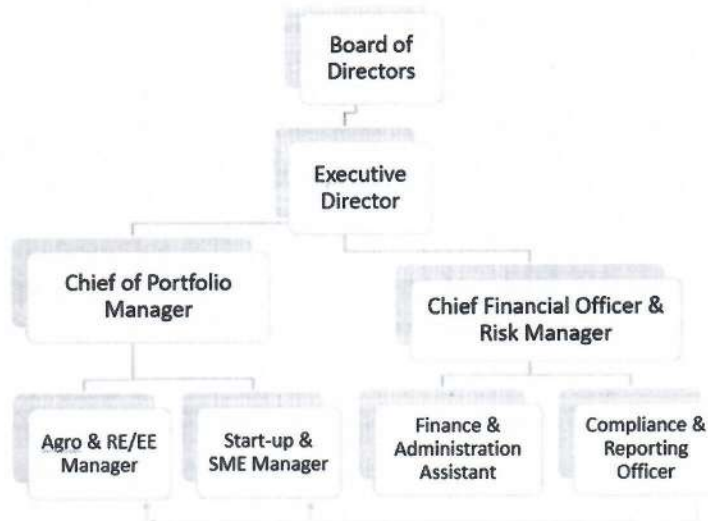 Board of
Directors
Executive
Director
Chief of Portfolio
Manager
Chief Financial Officer &
Risk Manager
Agro & RE/EE
Manager
Start-up &
SME Manager
Finance &
Administration
Assistant
Compliance &
Reporting
Officer